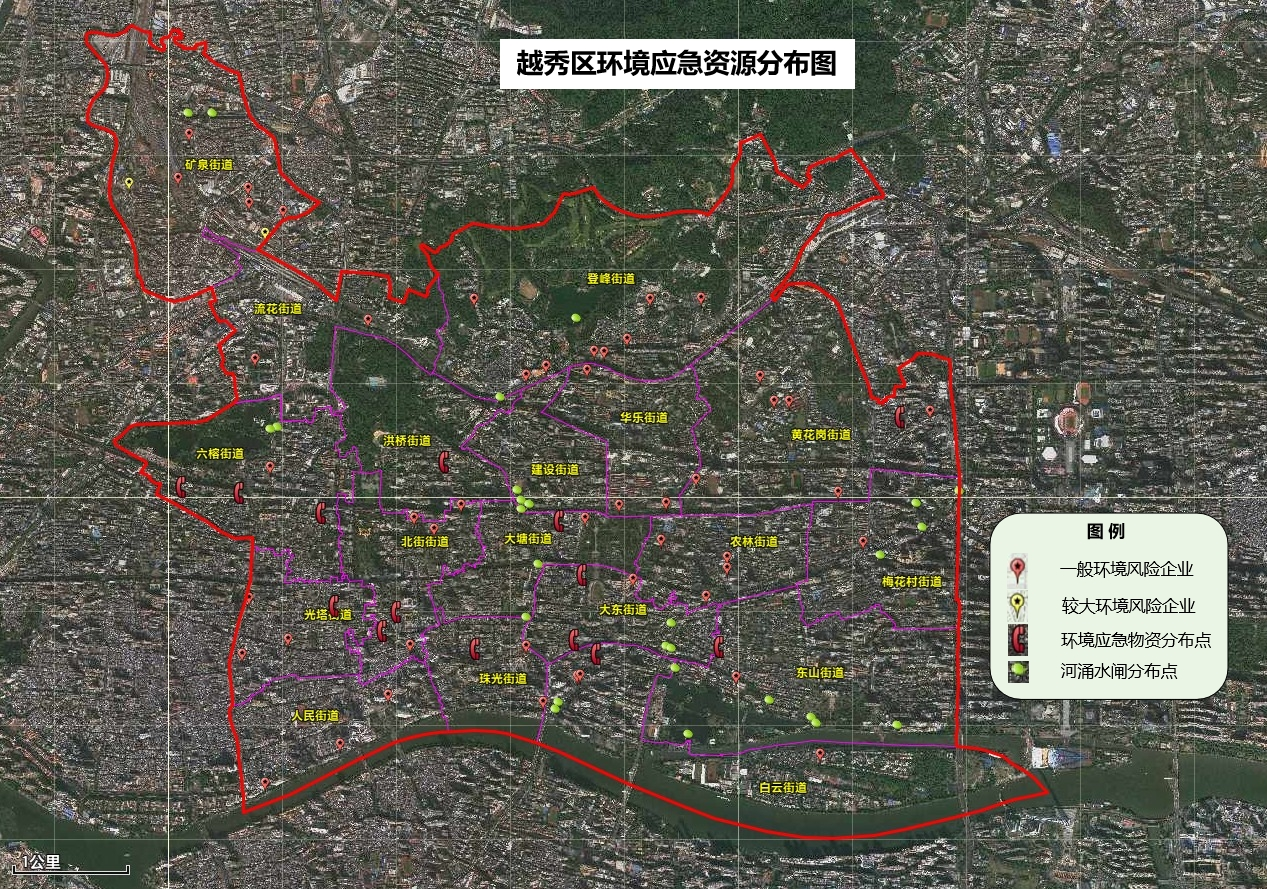 越秀区环境应急资源分布图
矿泉街道
登峰街道
流花街道
华乐街道
黄花岗街道
洪桥街道
六榕街道
建设街道
大塘街道
北街街道
农林街道
梅花村街道
光塔街道
大东街道
珠光街道
东山街道
人民街道
白云街道
图 例
一般环境风险企业
较大环境风险企业
环境应急物资分布点
河涌水闸分布点
1公里